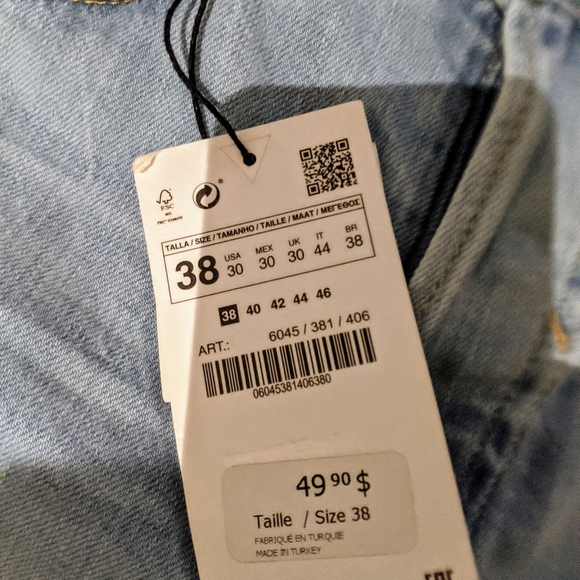 FSC
TALLA / SIZE / TAMANHO / TAILLE / MAAT / ΜΕΓΕΘΟΣ
38 USA 30 MEX 30 UK 30 IT 44 BR 38
38 40 42 44 46
ART.: 6045 / 381 / 406
06045381406380
49 90 $
Taille / Size 38
FABRIQUÉ EN TURQUIE
MADE IN TURKEY